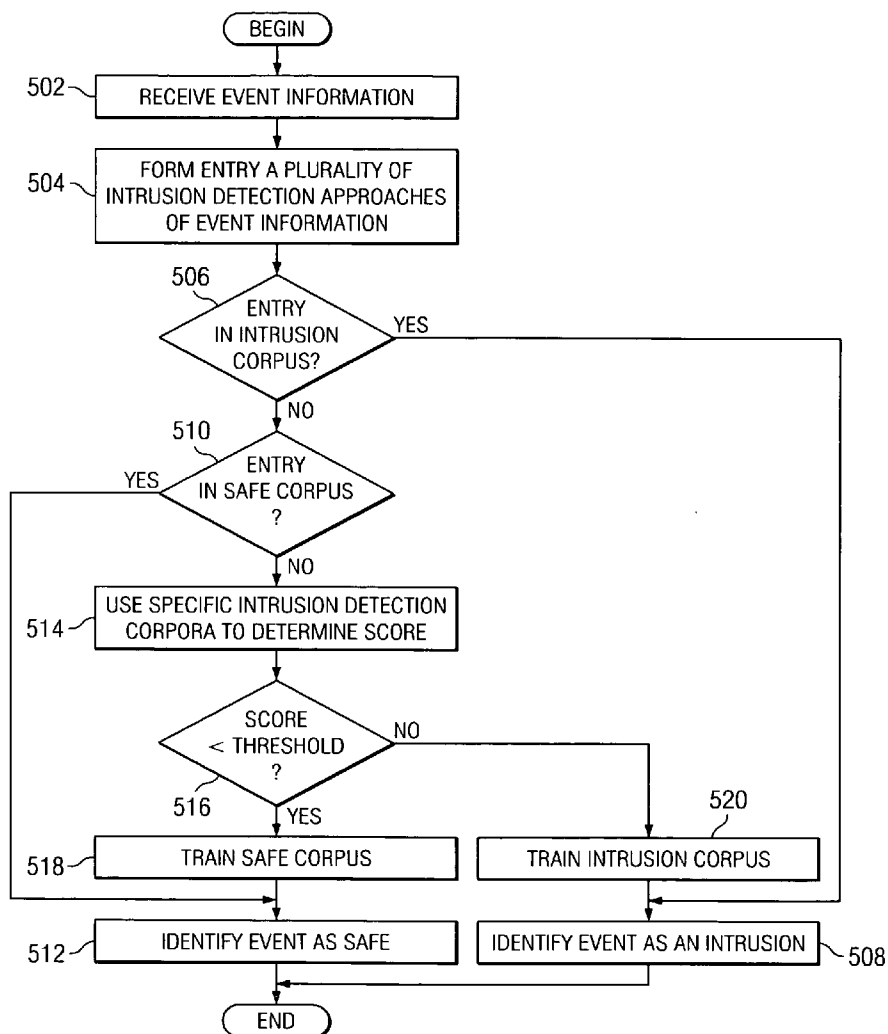 BEGIN
502
RECEIVE EVENT INFORMATION
504
FORM ENTRY A PLURALITY OF
INTRUSION DETECTION APPROACHES
OF EVENT INFORMATION
506
ENTRY
IN INTRUSION
CORPUS?
YES
NO
510
ENTRY
IN SAFE CORPUS
?
YES
NO
514
USE SPECIFIC INTRUSION DETECTION
CORPORA TO DETERMINE SCORE
SCORE
< THRESHOLD
?
NO
516
YES
518
TRAIN SAFE CORPUS
520
TRAIN INTRUSION CORPUS
512
IDENTIFY EVENT AS SAFE
IDENTIFY EVENT AS AN INTRUSION
508
END